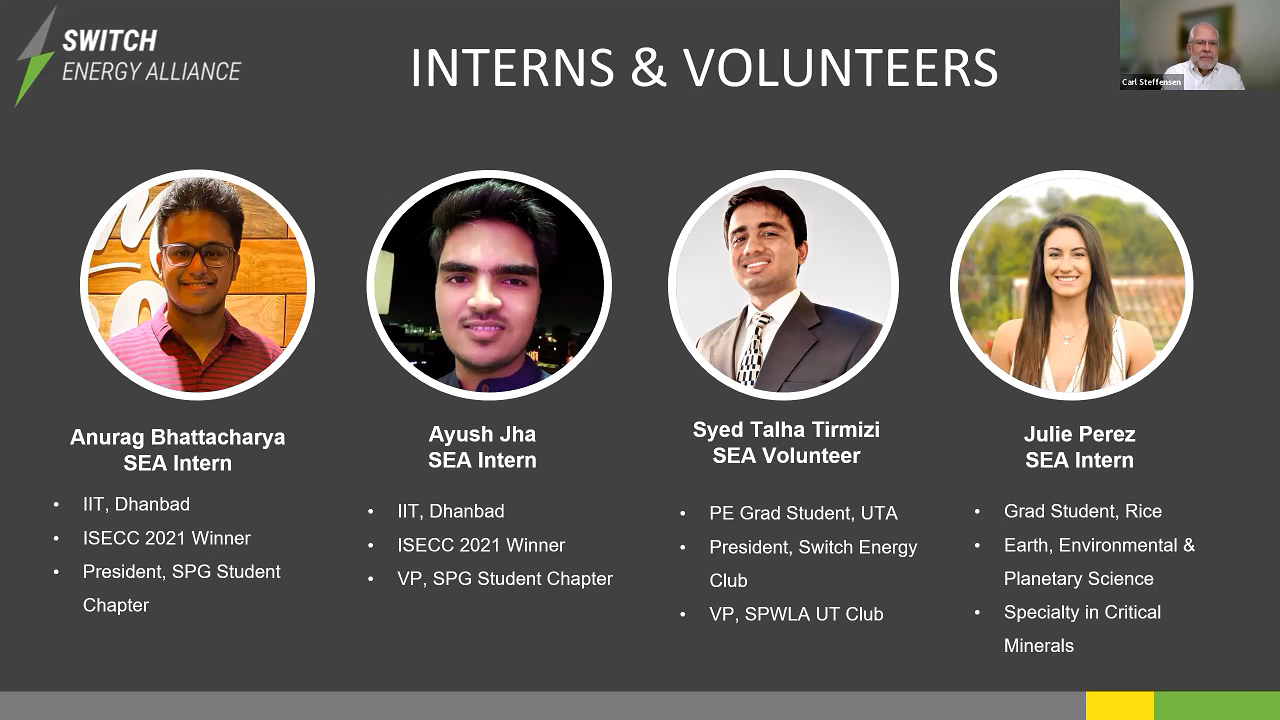 SWITCH
ENERGY ALLIANCE
INTERNS & VOLUNTEERS
Carl Steffensen
Anurag Bhattacharya
SEA Intern
• IIT, Dhanbad
• ISECC 2021 Winner
• President, SPG Student
Chapter
Ayush Jha
SEA Intern
• IIT, Dhanbad
• ISECC 2021 Winner
• VP, SPG Student Chapter
Syed Talha Tirmizi
SEA Volunteer
• PE Grad Student, UTA
• President, Switch Energy
Club
• VP, SPWLA UT Club
Julie Perez
SEA Intern
• Grad Student, Rice
• Earth, Environmental &
Planetary Science
• Specialty in Critical
Minerals